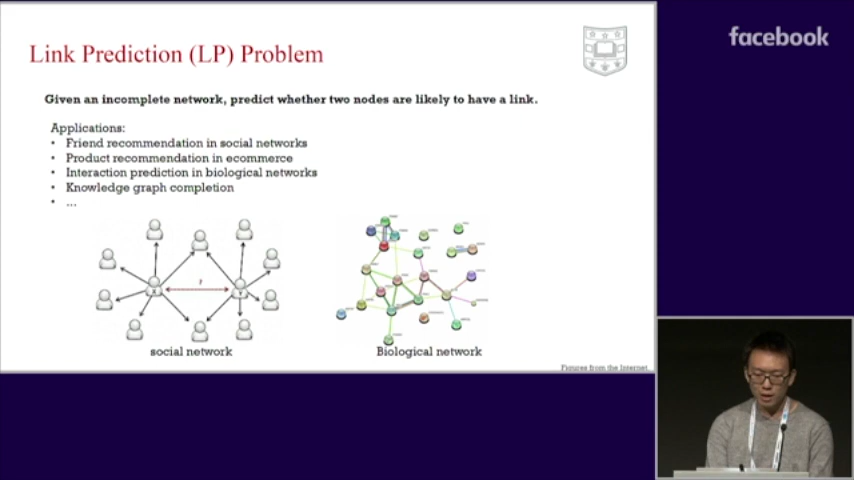 Link Prediction (LP) Problem
facebook
Given an incomplete network, predict whether two nodes are likely to have a link.
Applications:
• Friend recommendation in social networks
• Product recommendation in ecommerce
• Interaction prediction in biological networks
• Knowledge graph completion
• ...
X
?
Y
social network
Biological network
Figures from the Internet.